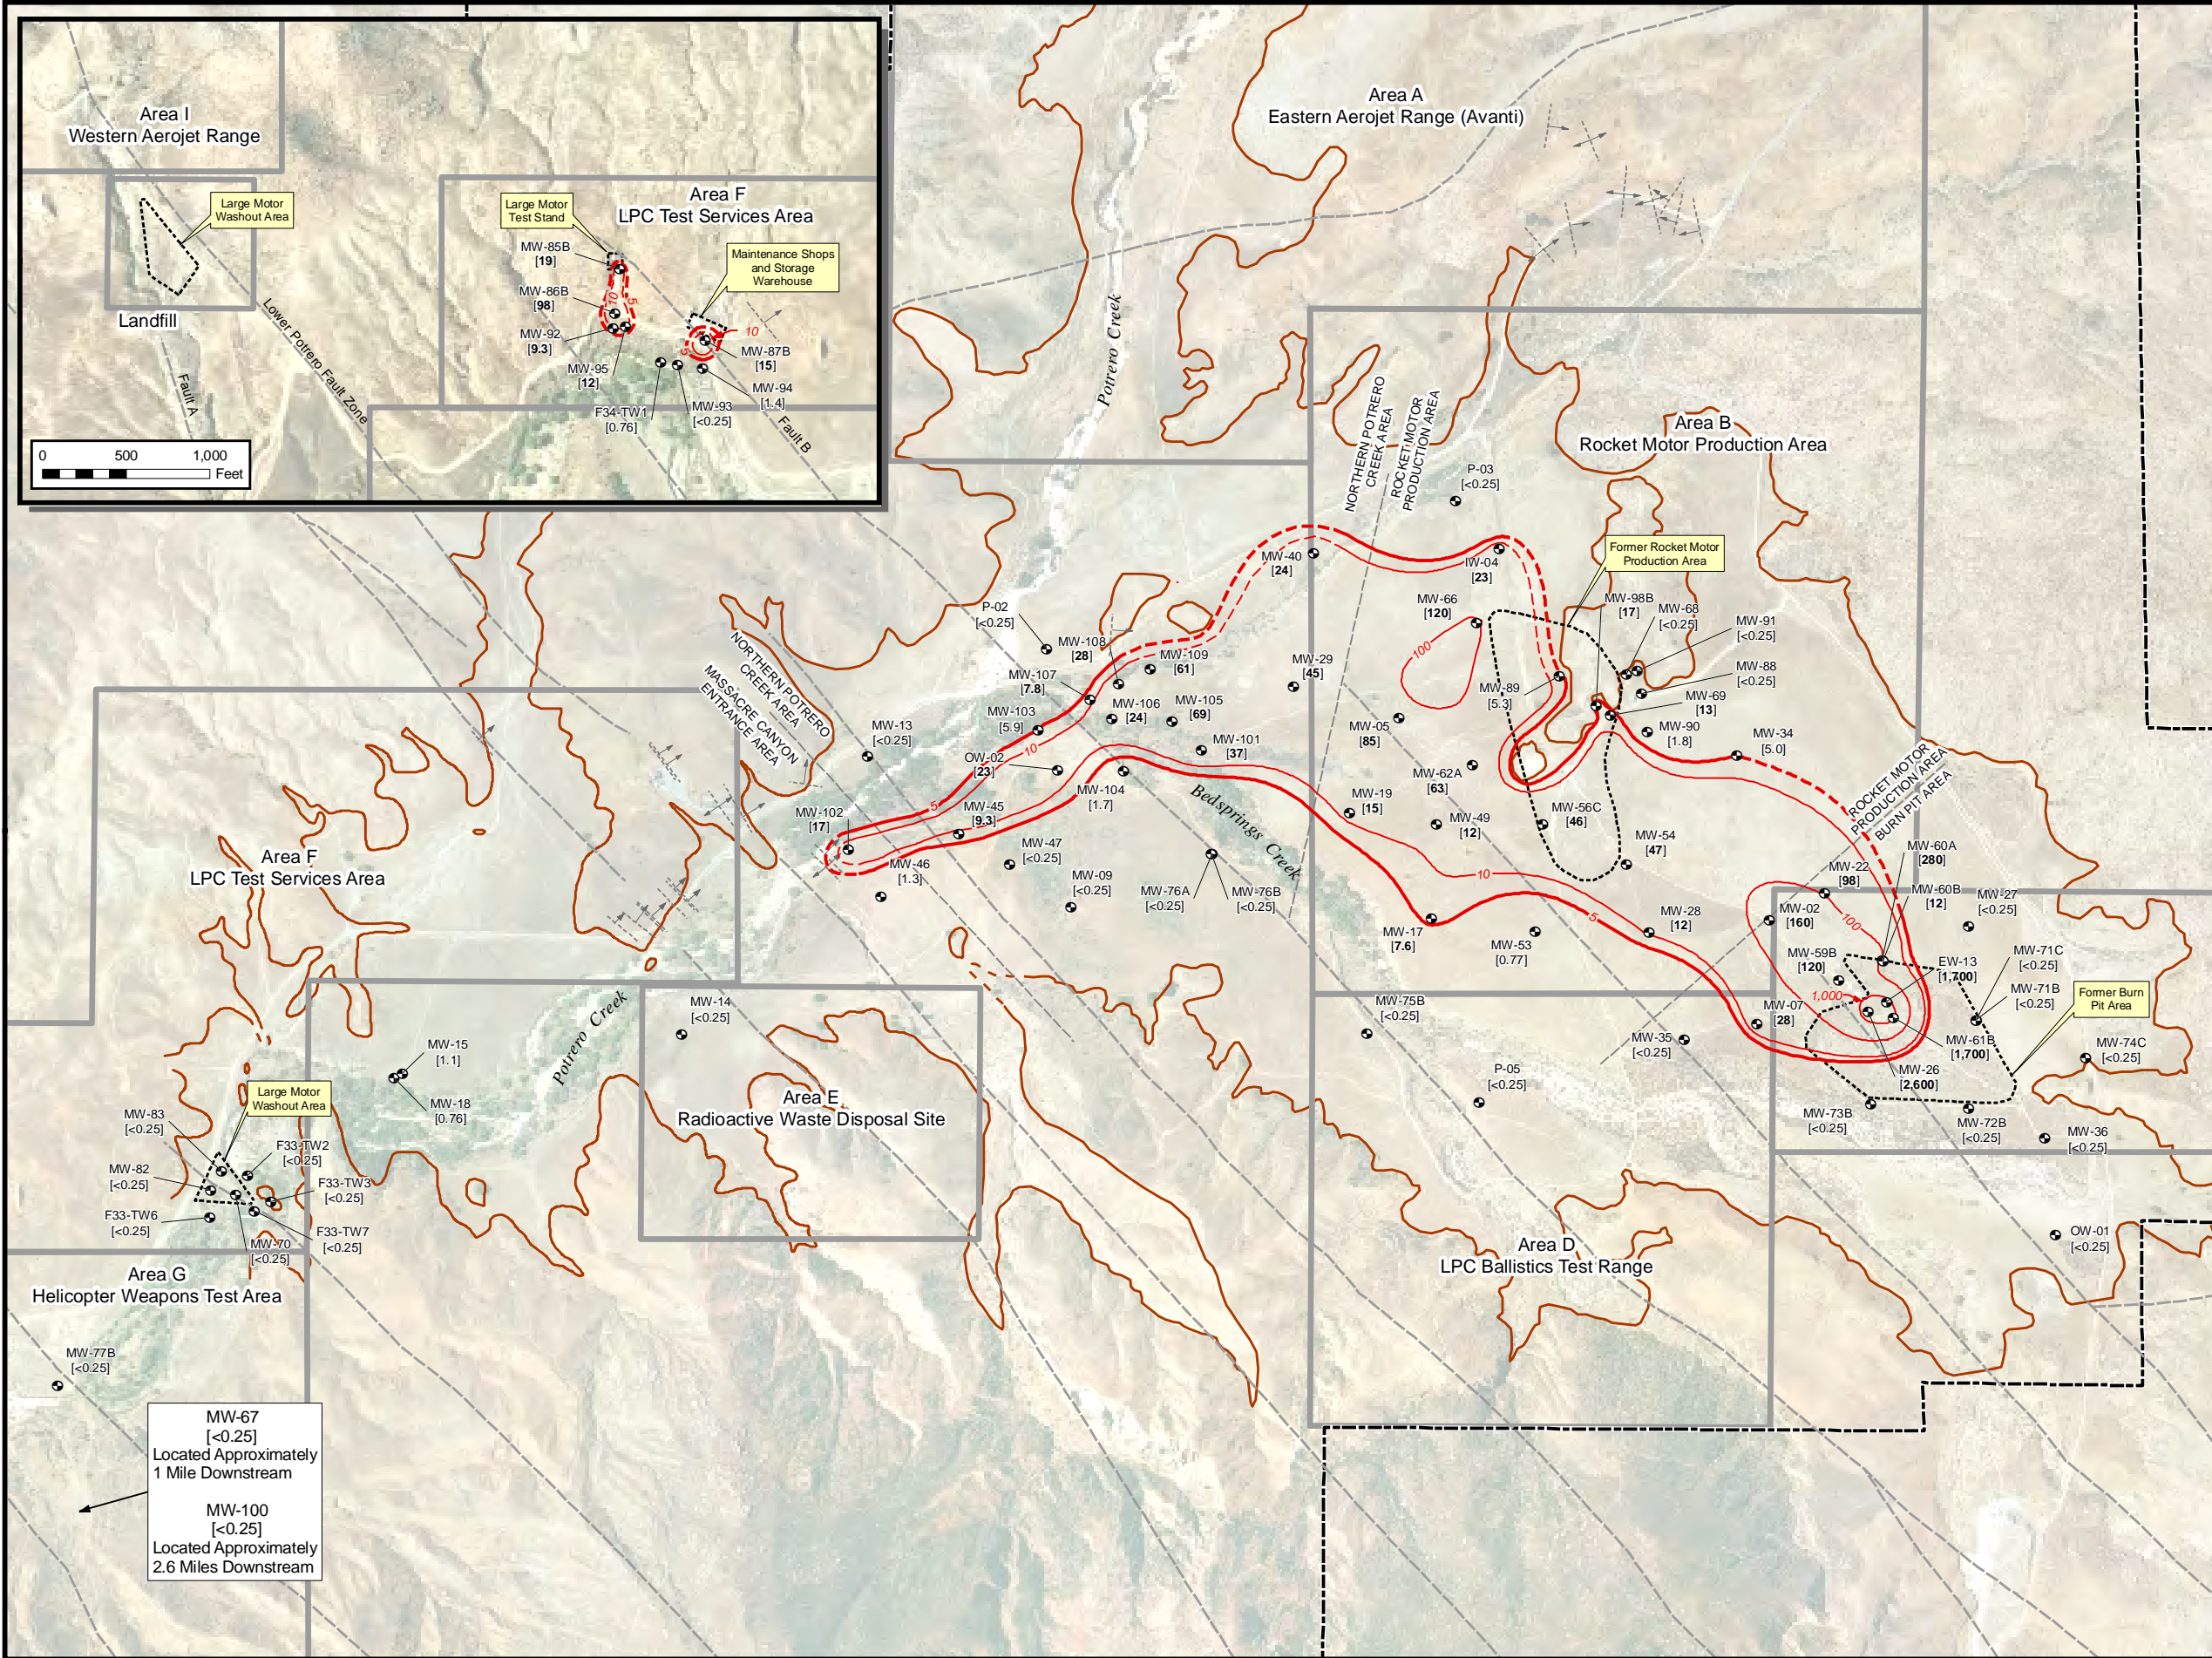 Area I
Western Aerojet Range
Large Motor
Washout Area
Landfill
Lower Potrero Fault Zone
Fault A
Area F
LPC Test Services Area
Large Motor
Test Stand
MW-85B
[19]
MW-86B
[98]
MW-92
[9.3]
MW-95
[12]
10
5
Maintenance Shops
and Storage
Warehouse
10
5
MW-87B
[15]
MW-94
[1.4]
MW-93
[<0.25]
F34-TW1
[0.76]
Fault B
0 500 1,000
Feet
Area A
Eastern Aerojet Range (Avanti)
Potrero Creek
NORTHERN POTRERO
CREEK AREA
ROCKET MOTOR
PRODUCTION AREA
Area B
Rocket Motor Production Area
P-03
[<0.25]
MW-40
[24]
IW-04
[23]
Former Rocket Motor
Production Area
MW-66
[120]
MW-98B
[17]
MW-68
[<0.25]
MW-91
[<0.25]
MW-88
[<0.25]
MW-69
[13]
MW-90
[1.8]
MW-34
[5.0]
100
MW-89
[5.3]
P-02
[<0.25]
MW-108
[28]
MW-109
[61]
MW-29
[45]
MW-107
[7.8]
MW-106
[24]
MW-105
[69]
MW-103
[5.9]
MW-101
[37]
MW-05
[85]
MW-62A
[63]
NORTHERN POTRERO
CREEK AREA
MASSACRE CANYON
ENTRANCE AREA
MW-13
[<0.25]
10
OW-02
[23]
MW-104
[1.7]
Bedsprings Creek
MW-19
[15]
MW-49
[12]
MW-56C
[46]
MW-54
[47]
ROCKET MOTOR
PRODUCTION AREA
BURN PIT AREA
MW-102
[17]
5
MW-45
[9.3]
MW-47
[<0.25]
MW-46
[1.3]
MW-09
[<0.25]
MW-76A
[<0.25]
MW-76B
[<0.25]
10
5
MW-17
[7.6]
MW-53
[0.77]
MW-28
[12]
MW-22
[98]
MW-60A
[280]
MW-60B
[12]
MW-27
[<0.25]
MW-02
[160]
100
MW-59B
[120]
EW-13
[1,700]
MW-71C
[<0.25]
MW-71B
[<0.25]
1,000
Former Burn
Pit Area
MW-07
[28]
MW-61B
[1,700]
MW-74C
[<0.25]
MW-26
[2,600]
MW-35
[<0.25]
MW-75B
[<0.25]
P-05
[<0.25]
MW-73B
[<0.25]
MW-72B
[<0.25]
MW-36
[<0.25]
OW-01
[<0.25]
Area F
LPC Test Services Area
MW-14
[<0.25]
Potrero Creek
MW-15
[1.1]
MW-18
[0.76]
Area E
Radioactive Waste Disposal Site
Large Motor
Washout Area
MW-83
[<0.25]
F33-TW2
[<0.25]
MW-82
[<0.25]
F33-TW3
[<0.25]
F33-TW6
[<0.25]
F33-TW7
[<0.25]
MW-70
[<0.25]
Area G
Helicopter Weapons Test Area
Area D
LPC Ballistics Test Range
MW-77B
[<0.25]
MW-67
[<0.25]
Located Approximately
1 Mile Downstream
MW-100
[<0.25]
Located Approximately
2.6 Miles Downstream